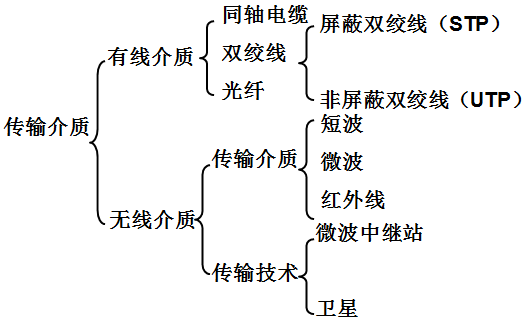 传输介质
有线介质
同轴电缆
双绞线
屏蔽双绞线（STP）
非屏蔽双绞线（UTP）
光纤
无线介质
传输介质
短波
微波
红外线
传输技术
微波中继站
卫星